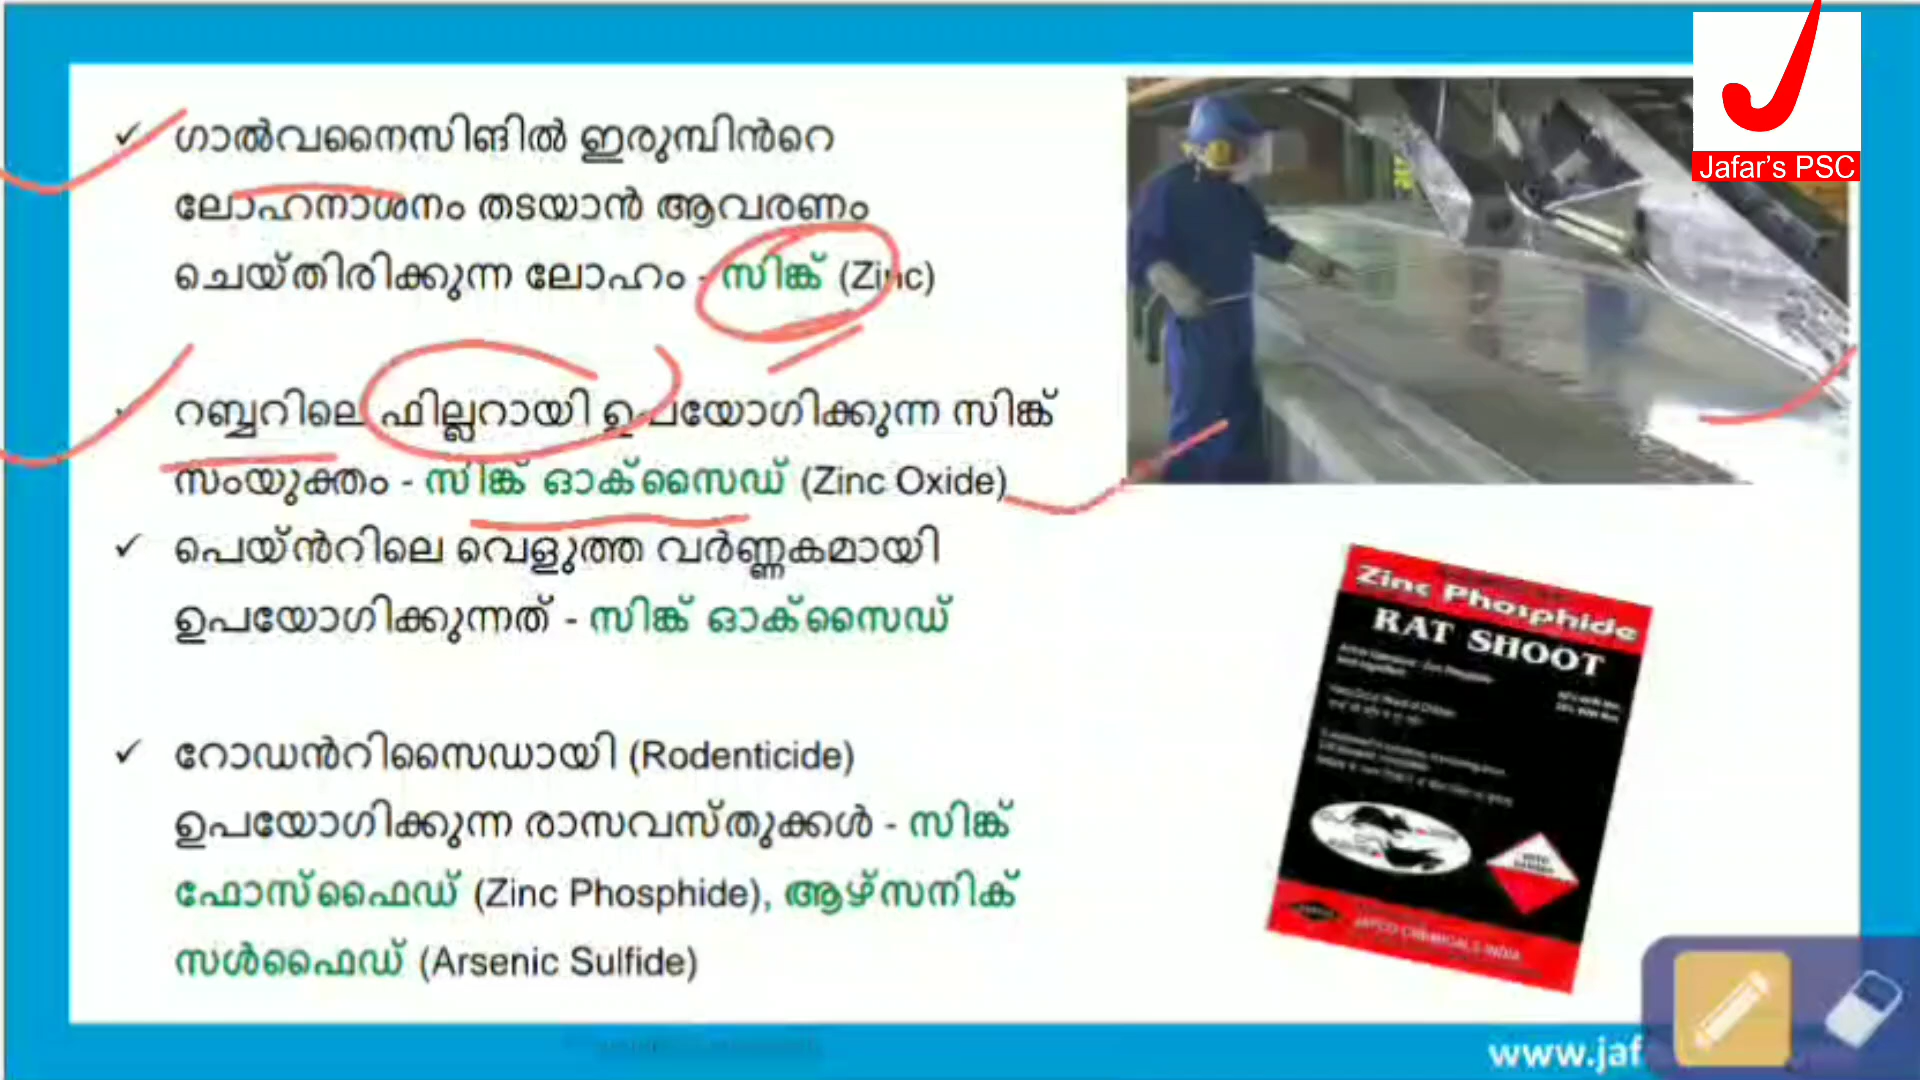 Jafar's PSC
ഗാൽവനൈസിങിൽ ഇരുമ്പിൻറെ
ലോഹനാശനം തടയാൻ ആവരണം
ചെയ്തിരിക്കുന്ന ലോഹം - സിങ്ക് (Zinc)
റബ്ബറിലെ ഫില്ലറായി ഉപയോഗിക്കുന്ന സിങ്ക്
സംയുക്തം - സിങ്ക് ഓക്സൈഡ് (Zinc Oxide)
പെയ്ൻറിലെ വെളുത്ത വർണ്ണകമായി
ഉപയോഗിക്കുന്നത് - സിങ്ക് ഓക്സൈഡ്
റോഡൻറിസൈഡായി (Rodenticide)
ഉപയോഗിക്കുന്ന രാസവസ്തുക്കൾ - സിങ്ക്
ഫോസ്ഫൈഡ് (Zinc Phosphide), ആഴ്സനിക്
സൾഫൈഡ് (Arsenic Sulfide)
Zinc Phosphide
RAT SHOOT
www.jaf